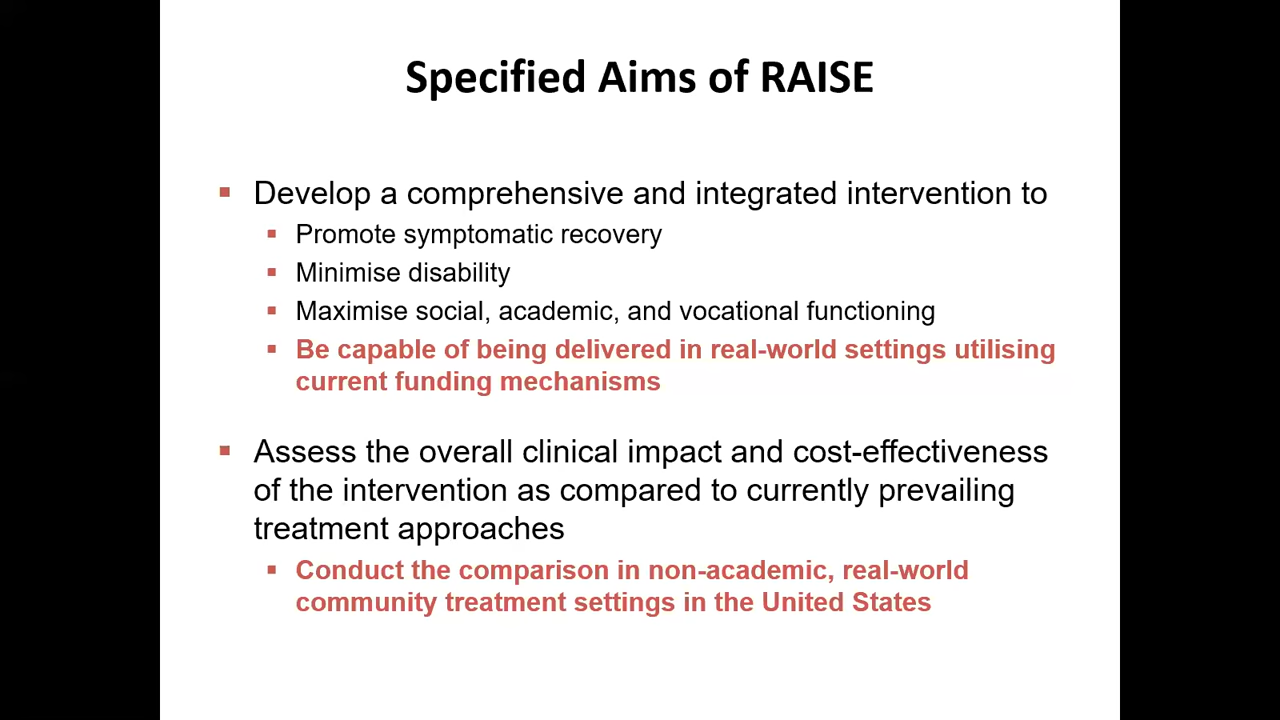 Specified Aims of RAISE
▪ Develop a comprehensive and integrated intervention to
▪ Promote symptomatic recovery
▪ Minimise disability
▪ Maximise social, academic, and vocational functioning
▪ Be capable of being delivered in real-world settings utilising
current funding mechanisms
▪ Assess the overall clinical impact and cost-effectiveness
of the intervention as compared to currently prevailing
treatment approaches
▪ Conduct the comparison in non-academic, real-world
community treatment settings in the United States